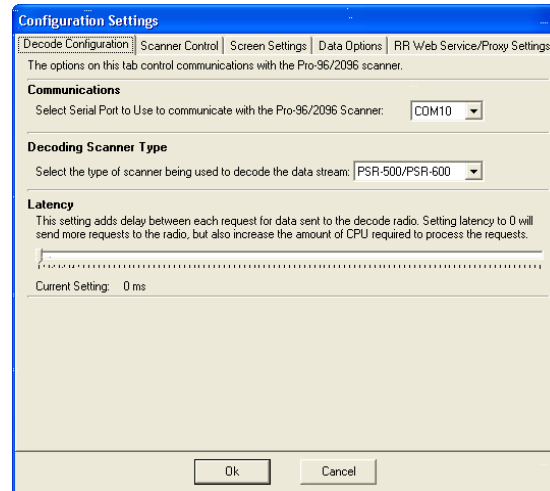 Configuration Settings
Decode Configuration Scanner Control Screen Settings Data Options RR Web Service/Proxy Settings
The options on this tab control communications with the Pro-96/2096 scanner.
Communications
Select Serial Port to Use to communicate with the Pro-96/2096 Scanner: COM10
Decoding Scanner Type
Select the type of scanner being used to decode the data stream: PSR-500/PSR-600
Latency
This setting adds delay between each request for data sent to the decode radio. Setting latency to 0 will
send more requests to the radio, but also increase the amount of CPU required to process the requests.
Current Setting: 0 ms
Ok Cancel